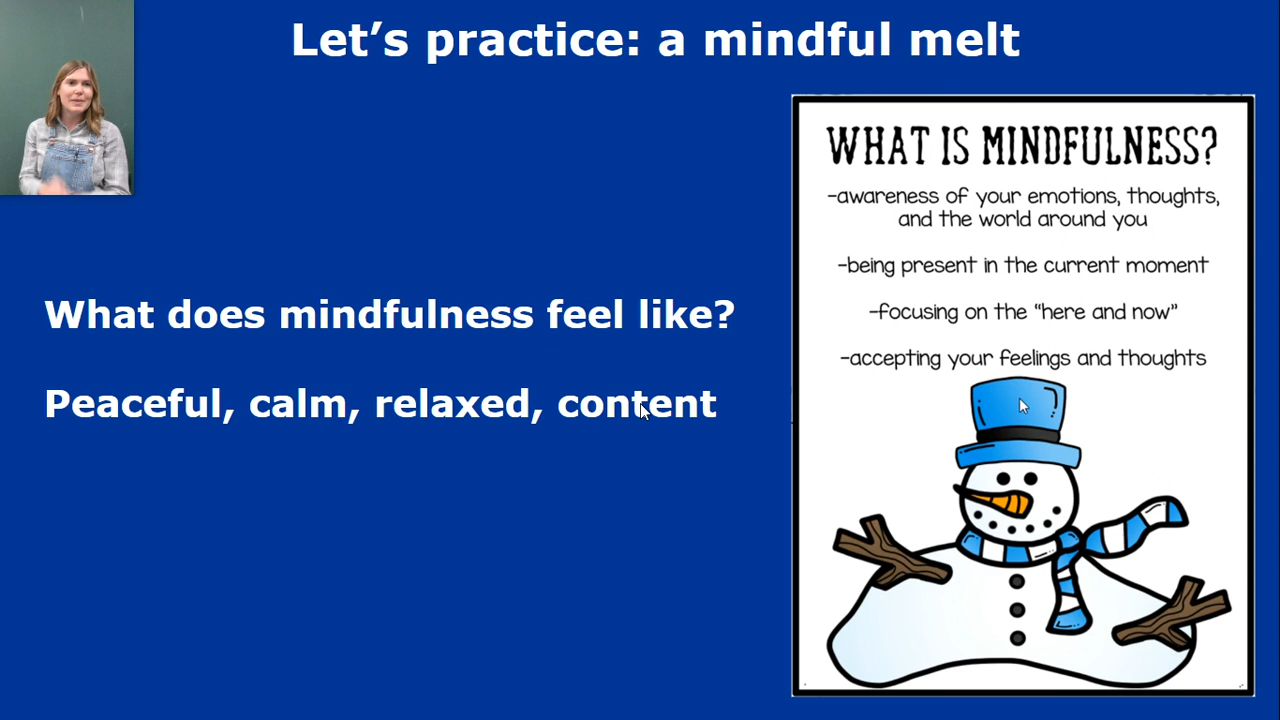 Let’s practice: a mindful melt
What does mindfulness feel like?
Peaceful, calm, relaxed, content
WHAT IS MINDFULNESS?
-awareness of your emotions, thoughts,
and the world around you
-being present in the current moment
-focusing on the “here and now”
-accepting your feelings and thoughts